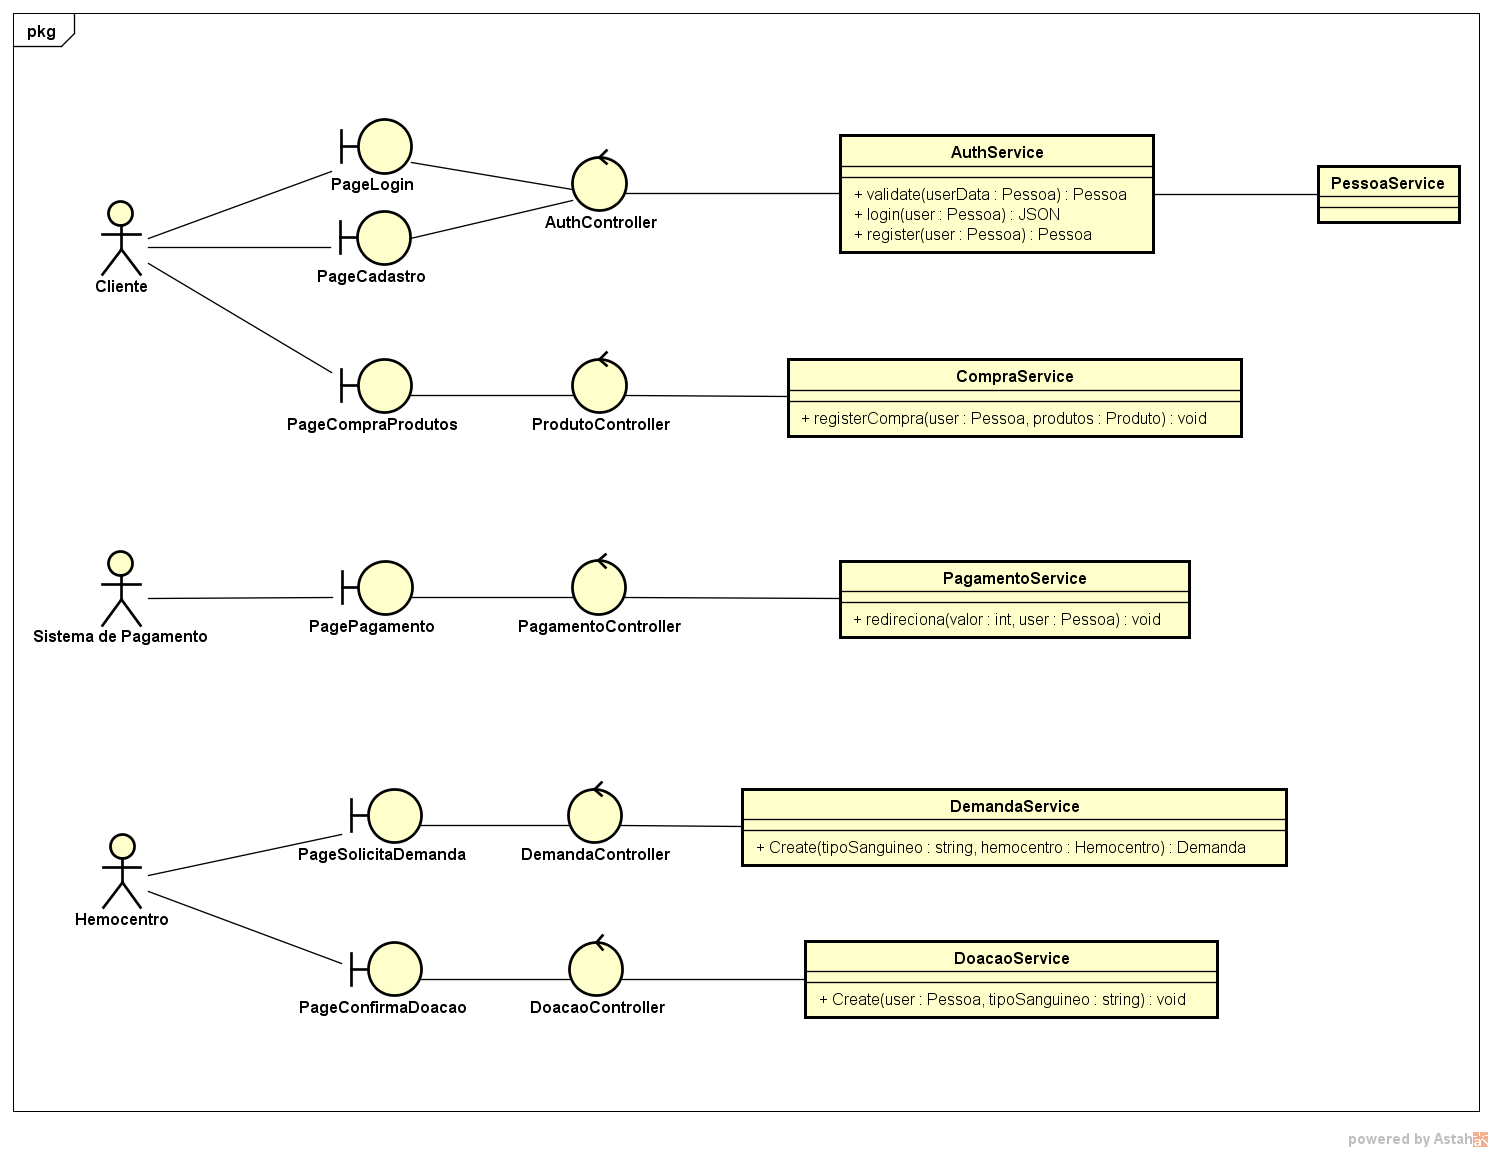 pkg
PageLogin
PageCadastro
Cliente
AuthController
AuthService
+ validate(userData : Pessoa) : Pessoa
+ login(user : Pessoa) : JSON
+ register(user : Pessoa) : Pessoa
PessoaService
PageCompraProdutos
ProdutoController
CompraService
+ registerCompra(user : Pessoa, produtos : Produto) : void
Sistema de Pagamento
PagePagamento
PagamentoController
PagamentoService
+ redireciona(valor : int, user : Pessoa) : void
Hemocentro
PageSolicitaDemanda
DemandaController
DemandaService
+ Create(tipoSanguineo : string, hemocentro : Hemocentro) : Demanda
PageConfirmaDoacao
DoacaoController
DoacaoService
+ Create(user : Pessoa, tipoSanguineo : string) : void
powered by Astah